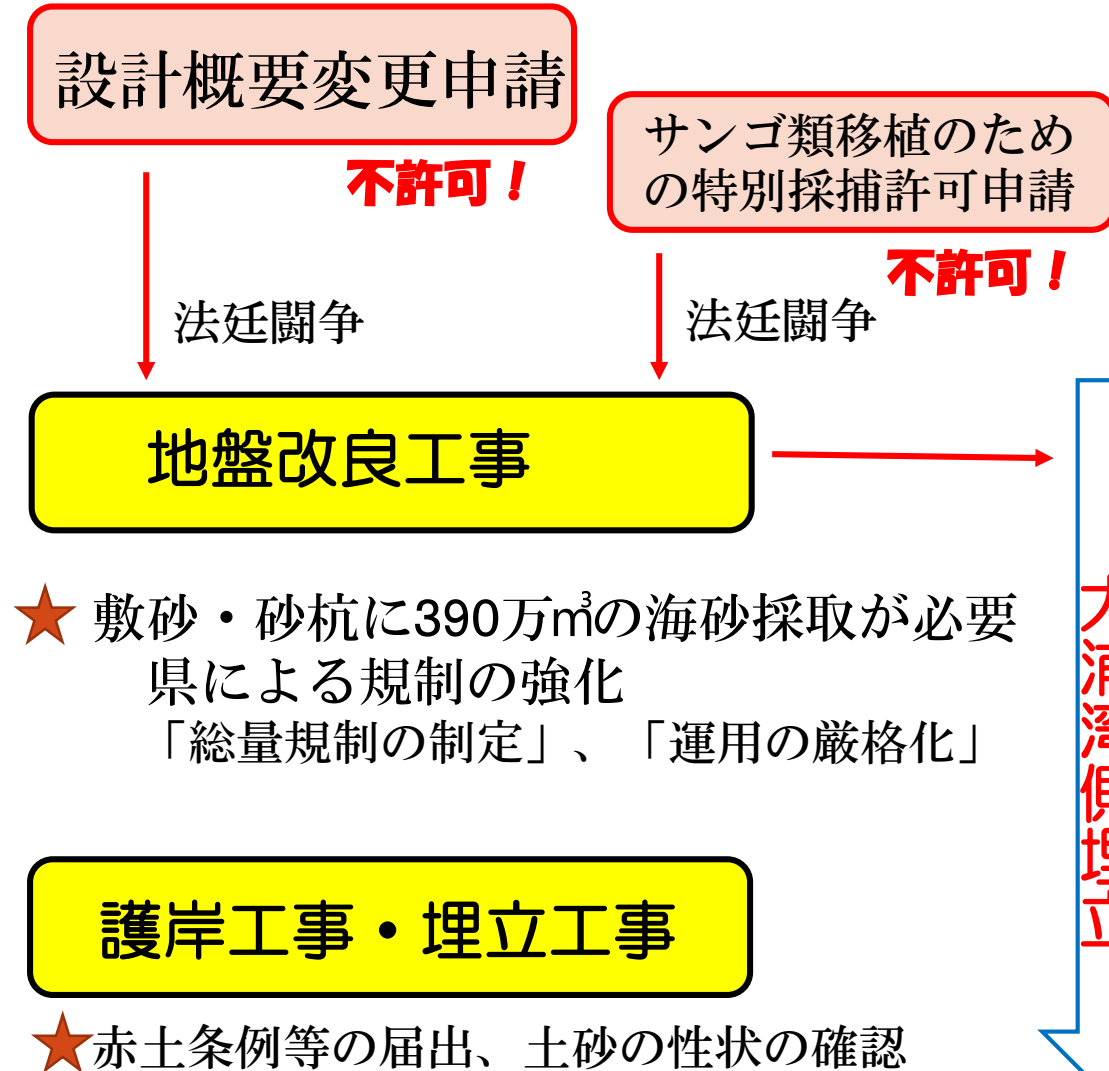 設計概要変更申請
不許可！
サンゴ類移植のため
の特別採捕許可申請
不許可！
法廷闘争
法廷闘争
地盤改良工事
★ 敷砂・砂杭に390万㎥の海砂採取が必要
県による規制の強化
「総量規制の制定」、「運用の厳格化」
護岸工事・埋立工事
★赤土条例等の届出、土砂の性状の確認